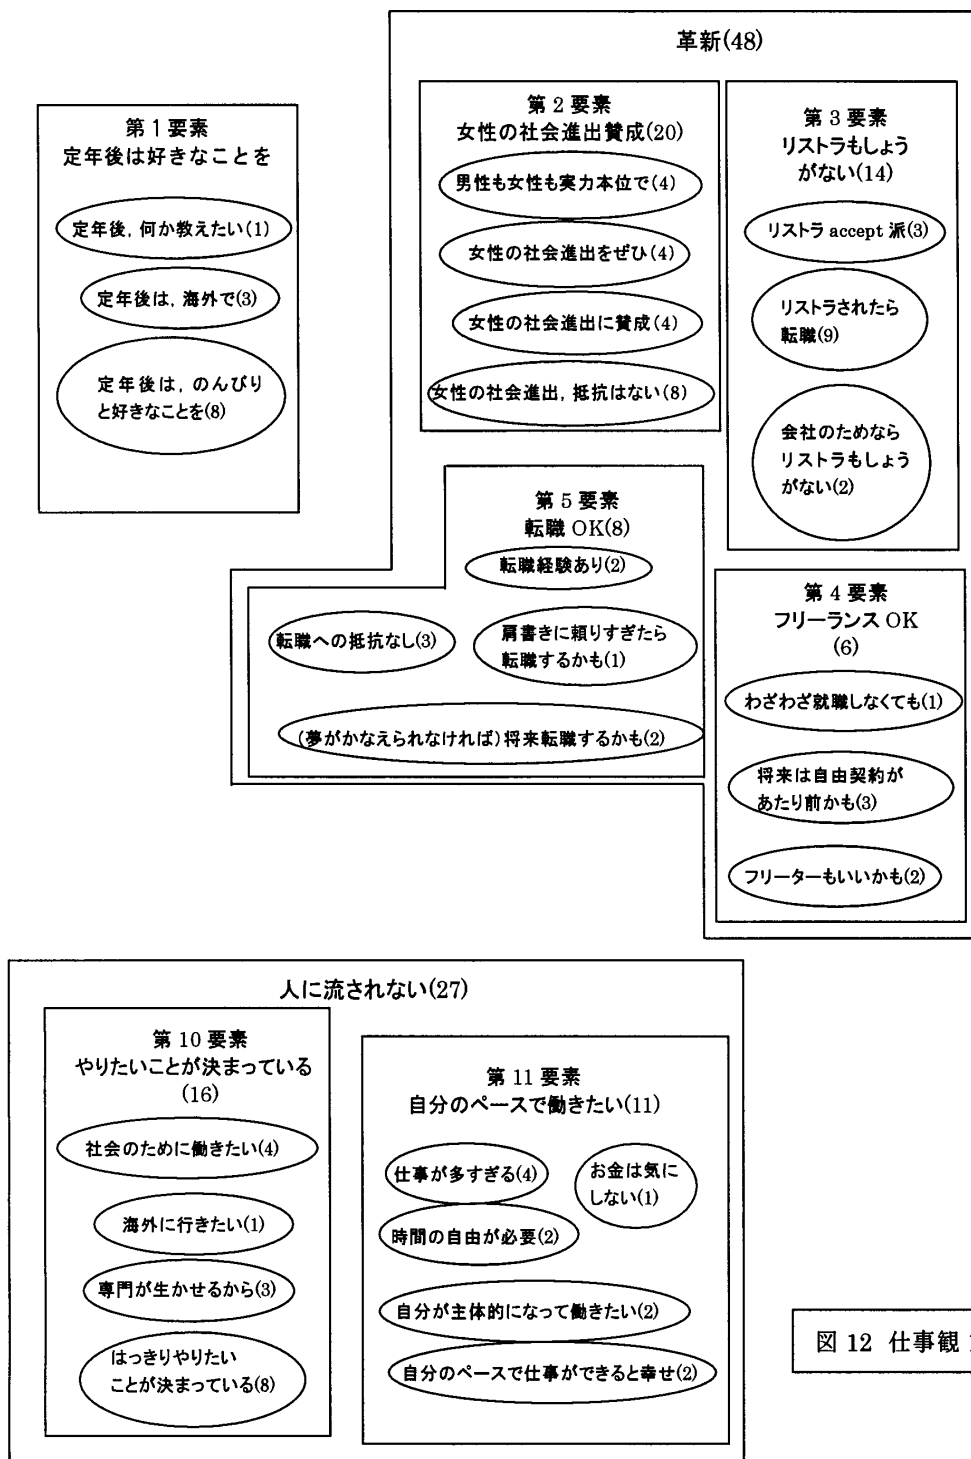 革新(48)
第1要素
定年後は好きなことを
定年後，何か教えたい(1)
定年後は，海外で(3)
定年後は，のんびり
と好きなことを(8)
第2要素
女性の社会進出賛成(20)
男性も女性も実力本位で(4)
女性の社会進出をぜひ(4)
女性の社会進出に賛成(4)
女性の社会進出，抵抗はない(8)
第3要素
リストラもしょう
がない(14)
リストラ accept 派(3)
リストラされたら
転職(9)
会社のためなら
リストラもしょう
がない(2)
第5要素
転職 OK(8)
転職経験あり(2)
転職への抵抗なし(3)
肩書きに頼りすぎたら
転職するかも(1)
(夢がかなえられなければ)将来転職するかも(2)
第4要素
フリーランス OK
(6)
わざわざ就職しなくても(1)
将来は自由契約が
あたり前かも(3)
フリーターもいいかも(2)
人に流されない(27)
第10要素
やりたいことが決まっている
(16)
社会のために働きたい(4)
海外に行きたい(1)
専門が生かせるから(3)
はっきりやりたい
ことが決まっている(8)
第11要素
自分のペースで働きたい(11)
仕事が多すぎる(4)
お金は気に
しない(1)
時間の自由が必要(2)
自分が主体的になって働きたい(2)
自分のペースで仕事ができると幸せ(2)
図12 仕事観